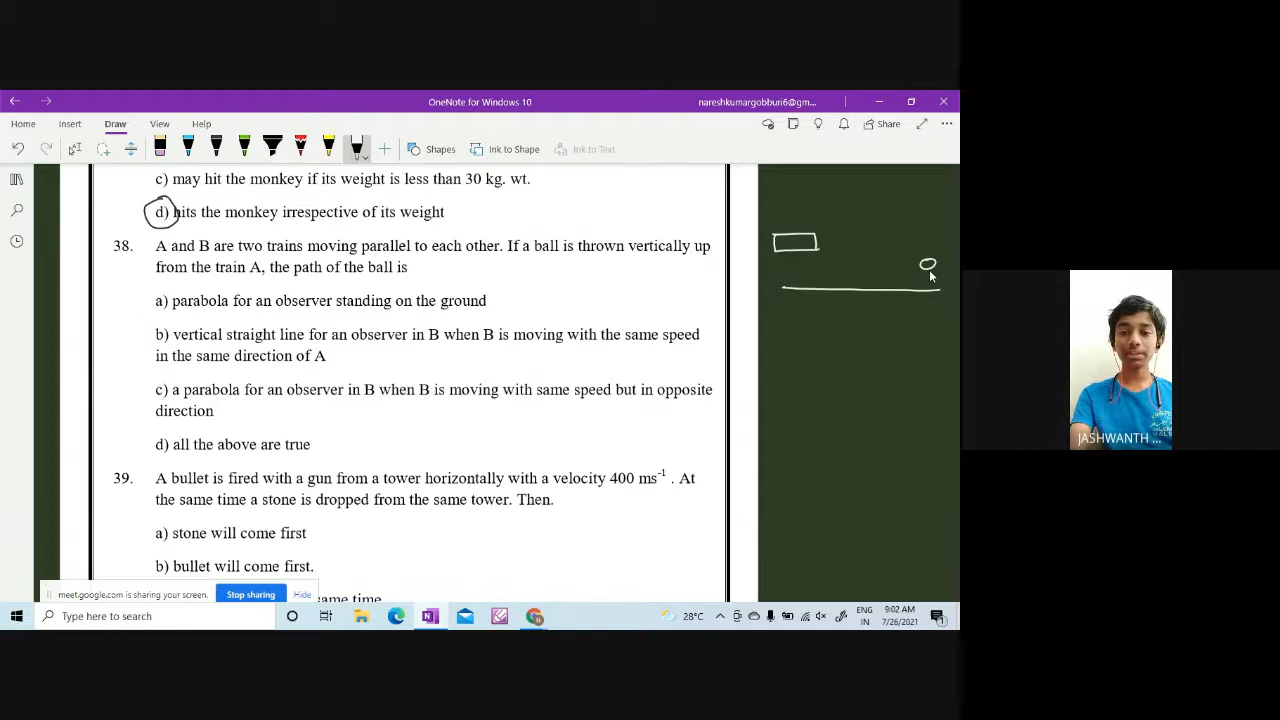 OneNote for Windows 10
nareshkumargobburi6@gm...
Home Insert Draw View Help
Share
Shapes Ink to Shape Ink to Text
c) may hit the monkey if its weight is less than 30 kg. wt.
d) hits the monkey irrespective of its weight
38. A and B are two trains moving parallel to each other. If a ball is thrown vertically up
from the train A, the path of the ball is
a) parabola for an observer standing on the ground
b) vertical straight line for an observer in B when B is moving with the same speed
in the same direction of A
c) a parabola for an observer in B when B is moving with same speed but in opposite
direction
d) all the above are true
39. A bullet is fired with a gun from a tower horizontally with a velocity 400 ms-1 . At
the same time a stone is dropped from the same tower. Then.
a) stone will come first
b) bullet will come first.
same time
meet.google.com is sharing your screen. Stop sharing Hide
JASHWANTH ...
Type here to search
28°C
ENG
IN
9:02 AM
7/26/2021
1